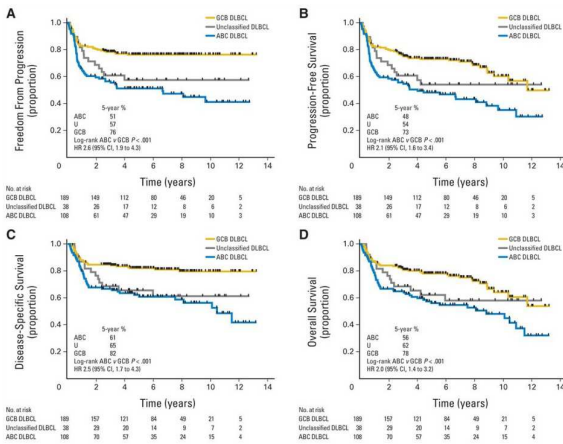 A
GCB DLBCL
Unclassified DLBCL
ABC DLBCL
Freedom From Progression
(proportion)
1.0
0.8
0.6
0.4
0.2
5-year %
ABC 51
U 57
GCB 76
Log-rank ABC v GCB P < .001
HR 2.6 (95% CI, 1.9 to 4.3)
0 2 4 6 8 10 12 14
Time (years)
No. at risk
GCB DLBCL 189 149 112 80 46 20 5
Unclassified DLBCL 38 26 17 12 8 6 2
ABC DLBCL 108 61 47 29 19 10 3
B
GCB DLBCL
Unclassified DLBCL
ABC DLBCL
Progression-Free Survival
(proportion)
1.0
0.8
0.6
0.4
0.2
5-year %
ABC 48
U 54
GCB 73
Log-rank ABC v GCB P < .001
HR 2.1 (95% CI, 1.6 to 3.4)
0 2 4 6 8 10 12 14
Time (years)
No. at risk
GCB DLBCL 189 149 112 80 46 20 5
Unclassified DLBCL 38 26 17 12 8 6 2
ABC DLBCL 108 61 47 29 19 10 3
C
GCB DLBCL
Unclassified DLBCL
ABC DLBCL
Disease-Specific Survival
(proportion)
1.0
0.8
0.6
0.4
0.2
5-year %
ABC 61
U 65
GCB 82
Log-rank ABC v GCB P < .001
HR 2.5 (95% CI, 1.7 to 4.3)
0 2 4 6 8 10 12 14
Time (years)
No. at risk
GCB DLBCL 189 157 121 84 49 21 5
Unclassified DLBCL 38 29 20 14 9 7 2
ABC DLBCL 108 70 57 35 24 15 4
D
GCB DLBCL
Unclassified DLBCL
ABC DLBCL
Overall Survival
(proportion)
1.0
0.8
0.6
0.4
0.2
5-year %
ABC 56
U 62
GCB 78
Log-rank ABC v GCB P < .001
HR 2.0 (95% CI, 1.4 to 3.2)
0 2 4 6 8 10 12 14
Time (years)
No. at risk
GCB DLBCL 189 157 121 84 49 21 5
Unclassified DLBCL 38 29 20 14 9 7 2
ABC DLBCL 108 70 57 35 24 15 4